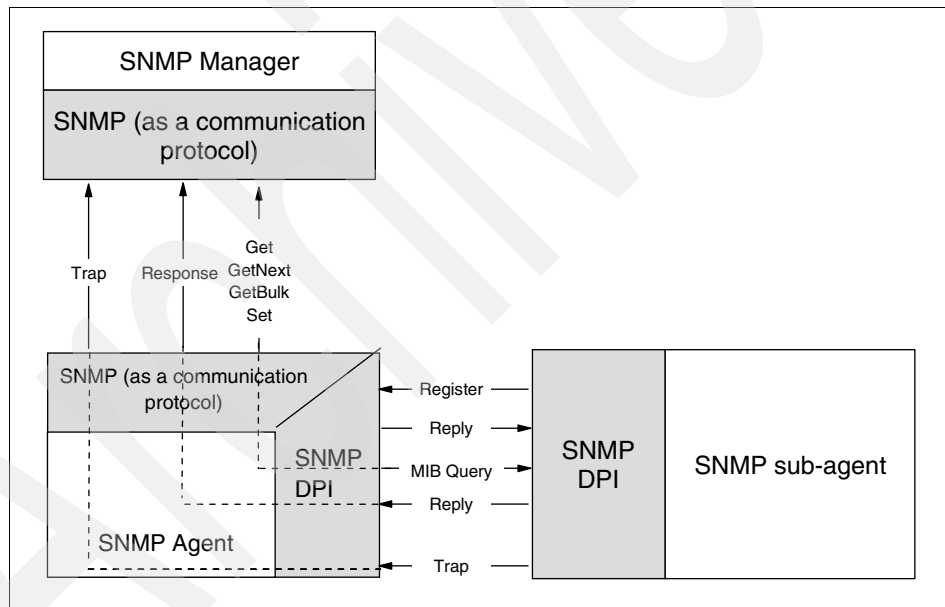 SNMP Manager
SNMP (as a communication
protocol)
Trap
Response
Get
GetNext
GetBulk
Set
SNMP (as a communication
protocol)
SNMP
DPI
SNMP Agent
Register
Reply
MIB Query
Reply
Trap
SNMP
DPI
SNMP sub-agent